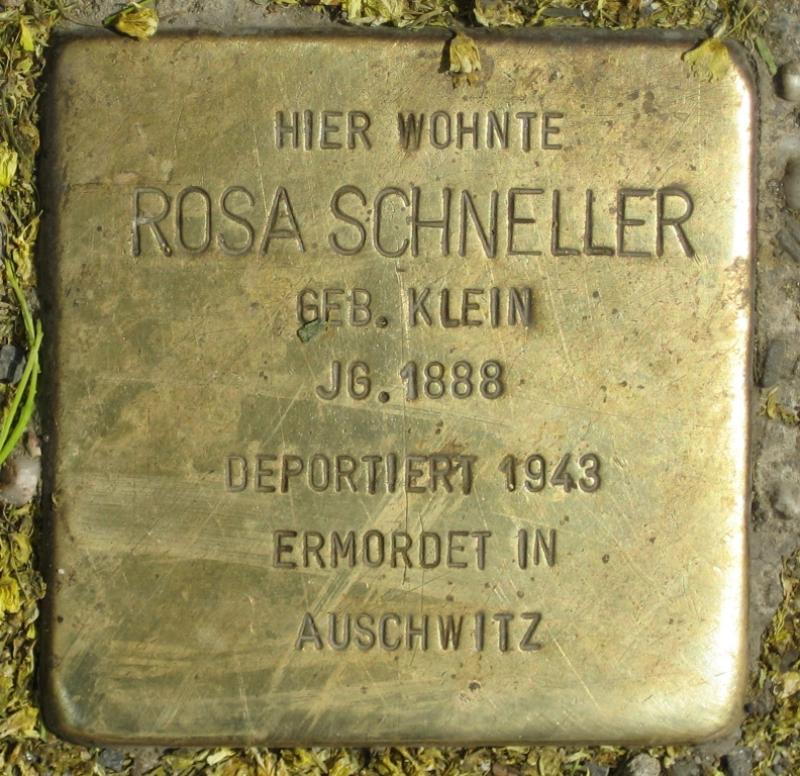 HIER WOHNTE
ROSA SCHNELLER
GEB. KLEIN
JG. 1888
DEPORTIERT 1943
ERMORDET IN
AUSCHWITZ